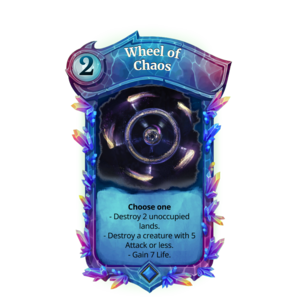 2
Wheel of
Chaos
Choose one
- Destroy 2 unoccupied
lands.
- Destroy a creature with 5
Attack or less.
- Gain 7 Life.